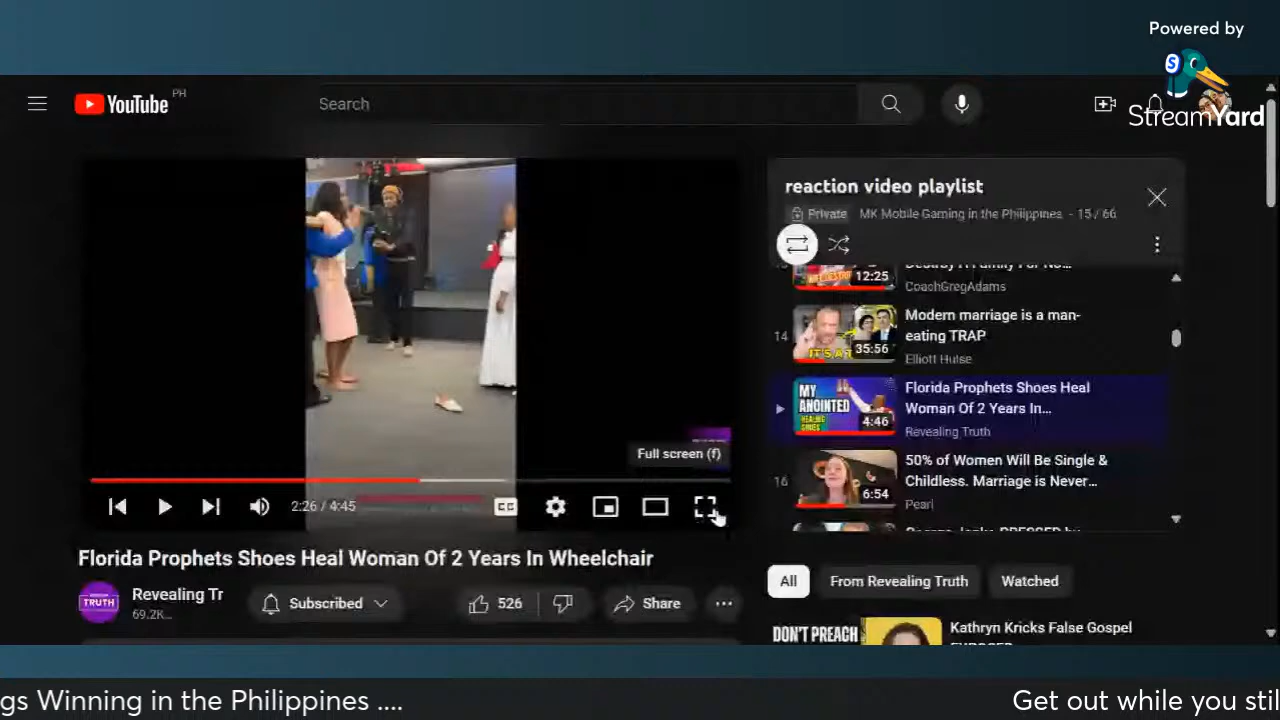 Powered by
StreamYard
YouTube PH
Search
reaction video playlist
Private MK Mobile Gaming in the Philippines - 15 / 66
12:25
CoachGregAdams
14
Modern marriage is a man-
eating TRAP
IT'S A T
35:56
Elliott Hulse
MY
ANOINTED
HEALING
SHOES
4:46
Florida Prophets Shoes Heal
Woman Of 2 Years In...
Revealing Truth
16
50% of Women Will Be Single &
Childless. Marriage is Never...
6:54
Pearl
Full screen (f)
2:26 / 4:45
CC
Florida Prophets Shoes Heal Woman Of 2 Years In Wheelchair
TRUTH
Revealing Tr
69.2K...
Subscribed
526
Share
All
From Revealing Truth
Watched
DON'T PREACH
Kathryn Kricks False Gospel
gs Winning in the Philippines ....
Get out while you stil